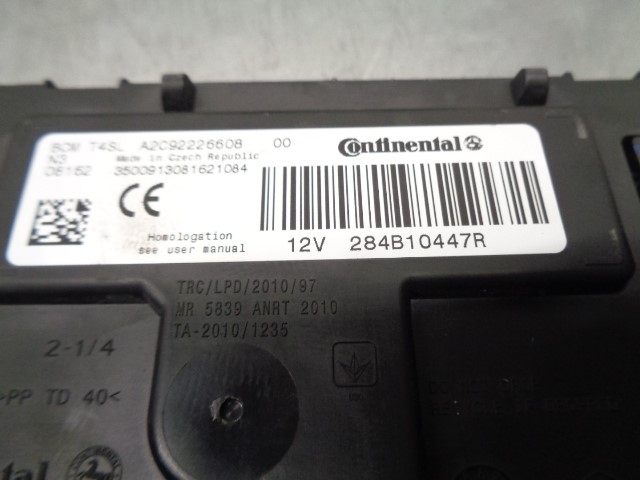 BCM T4SL A2C92226608 00
Continental
N3 Made in Czech Republic
06152 3500913081621084
CE
Homologation
see user manual
12V 284B10447R
TRC/LPD/2010/97
MR 5839 ANRT 2010
TA-2010/1235
2-1/4
>PP TD 40<